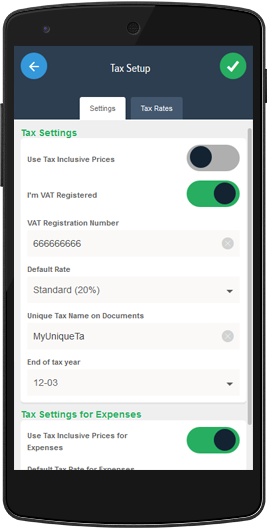 Tax Setup
Settings
Tax Rates
Tax Settings
Use Tax Inclusive Prices
I'm VAT Registered
VAT Registration Number
666666666
Default Rate
Standard (20%)
Unique Tax Name on Documents
MyUniqueTa
End of tax year
12-03
Tax Settings for Expenses
Use Tax Inclusive Prices for
Expenses
Default Tax Rate for Expenses